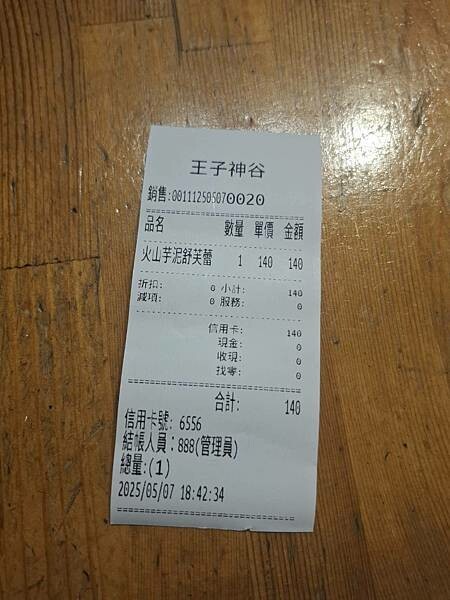 王子神谷
銷售:00111250507 0020
品名 數量 單價 金額
火山芋泥舒芙蕾 1 140 140
折扣: 0 小計: 140
減項: 0 服務: 0
信用卡: 140
現金: 0
收現: 0
找零: 0
合計: 140
信用卡號: 6556
結帳人員：888(管理員)
總量:(1)
2025/05/07 18:42:34